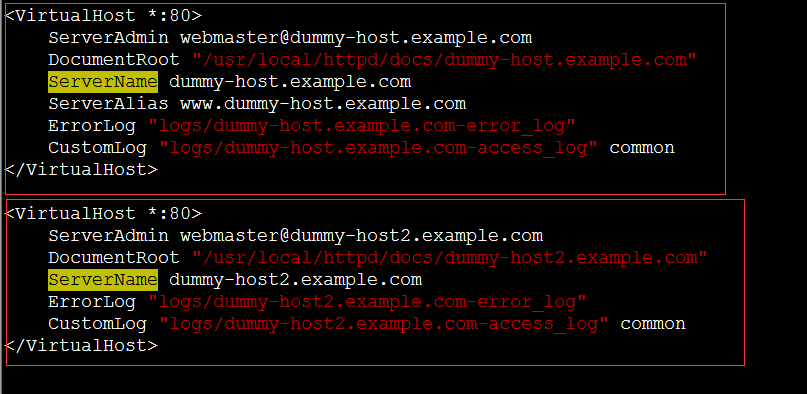 <VirtualHost *:80>
    ServerAdmin webmaster@dummy-host.example.com
    DocumentRoot "/usr/local/httpd/docs/dummy-host.example.com"
    ServerName dummy-host.example.com
    ServerAlias www.dummy-host.example.com
    ErrorLog "logs/dummy-host.example.com-error_log"
    CustomLog "logs/dummy-host.example.com-access_log" common
</VirtualHost>
<VirtualHost *:80>
    ServerAdmin webmaster@dummy-host2.example.com
    DocumentRoot "/usr/local/httpd/docs/dummy-host2.example.com"
    ServerName dummy-host2.example.com
    ErrorLog "logs/dummy-host2.example.com-error_log"
    CustomLog "logs/dummy-host2.example.com-access_log" common
</VirtualHost>